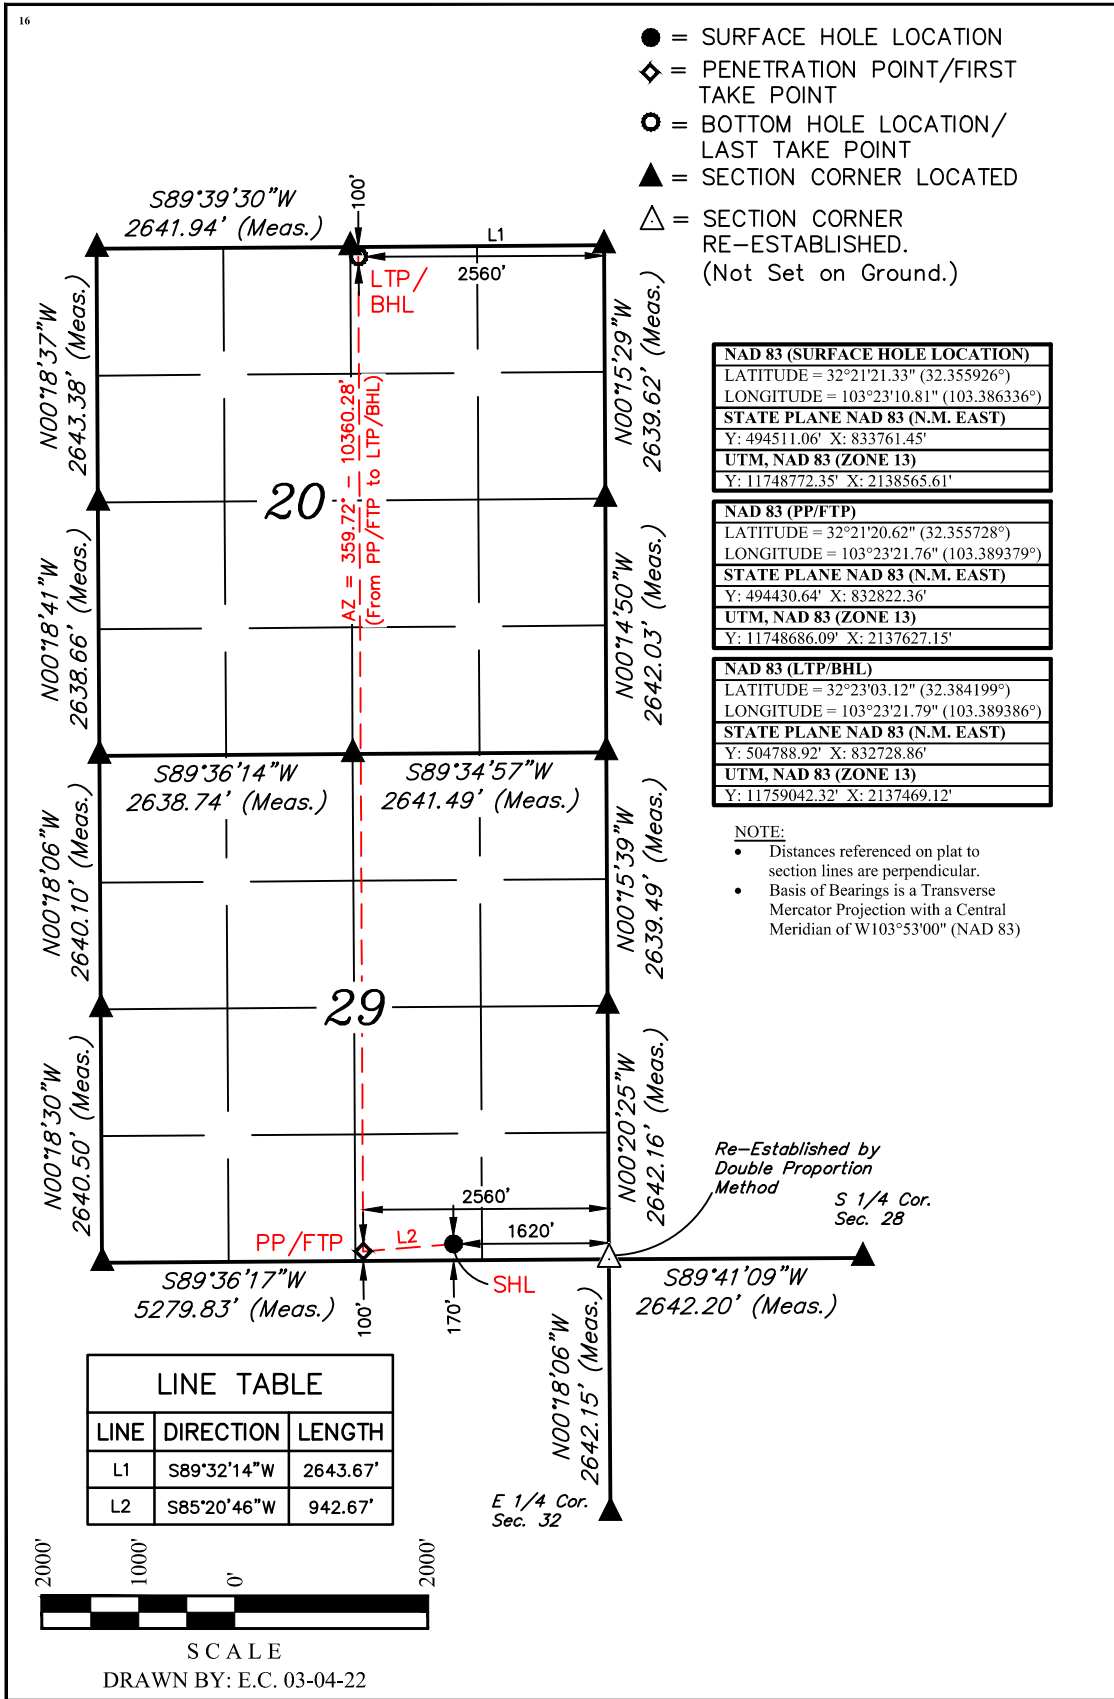 16
= SURFACE HOLE LOCATION
= PENETRATION POINT/FIRST
TAKE POINT
= BOTTOM HOLE LOCATION/
LAST TAKE POINT
= SECTION CORNER LOCATED
= SECTION CORNER
RE-ESTABLISHED.
(Not Set on Ground.)
S89°39'30"W
2641.94' (Meas.)
100'
L1
2560'
LTP/
BHL
N00°18'37"W
2643.38' (Meas.)
N00°15'29"W
2639.62' (Meas.)
AZ = 359.72° - 10360.28'
(From PP/FTP to LTP/BHL)
20
N00°18'41"W
2638.66' (Meas.)
N00°14'50"W
2642.03' (Meas.)
S89°36'14"W
2638.74' (Meas.)
S89°34'57"W
2641.49' (Meas.)
N00°18'06"W
2640.10' (Meas.)
N00°15'39"W
2639.49' (Meas.)
29
N00°18'30"W
2640.50' (Meas.)
N00°20'25"W
2642.16' (Meas.)
2560'
1620'
PP/FTP
L2
SHL
100'
170'
S89°36'17"W
5279.83' (Meas.)
Re-Established by
Double Proportion
Method
S 1/4 Cor.
Sec. 28
S89°41'09"W
2642.20' (Meas.)
N00°18'06"W
2642.15' (Meas.)
E 1/4 Cor.
Sec. 32
NAD 83 (SURFACE HOLE LOCATION)
LATITUDE = 32°21'21.33" (32.355926°)
LONGITUDE = 103°23'10.81" (103.386336°)
STATE PLANE NAD 83 (N.M. EAST)
Y: 494511.06' X: 833761.45'
UTM, NAD 83 (ZONE 13)
Y: 11748772.35' X: 2138565.61'
NAD 83 (PP/FTP)
LATITUDE = 32°21'20.62" (32.355728°)
LONGITUDE = 103°23'21.76" (103.389379°)
STATE PLANE NAD 83 (N.M. EAST)
Y: 494430.64' X: 832822.36'
UTM, NAD 83 (ZONE 13)
Y: 11748686.09' X: 2137627.15'
NAD 83 (LTP/BHL)
LATITUDE = 32°23'03.12" (32.384199°)
LONGITUDE = 103°23'21.79" (103.389386°)
STATE PLANE NAD 83 (N.M. EAST)
Y: 504788.92' X: 832728.86'
UTM, NAD 83 (ZONE 13)
Y: 11759042.32' X: 2137469.12'
NOTE:
• Distances referenced on plat to
section lines are perpendicular.
• Basis of Bearings is a Transverse
Mercator Projection with a Central
Meridian of W103°53'00" (NAD 83)
LINE TABLE
LINE DIRECTION LENGTH
L1 S89°32'14"W 2643.67'
L2 S85°20'46"W 942.67'
2000' 1000' 0' 2000'
SCALE
DRAWN BY: E.C. 03-04-22